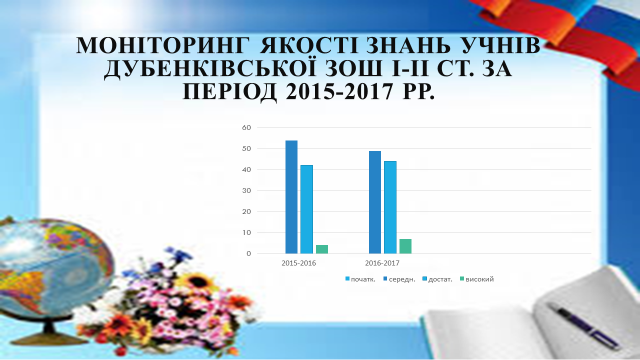 МОНІТОРИНГ ЯКОСТІ ЗНАНЬ УЧНІВ
ДУБЕНКІВСЬКОЇ ЗОШ І-ІІ СТ. ЗА
ПЕРІОД 2015-2017 РР.
60
50
40
30
20
10
0
2015-2016 2016-2017
початк. середн. достат. високий